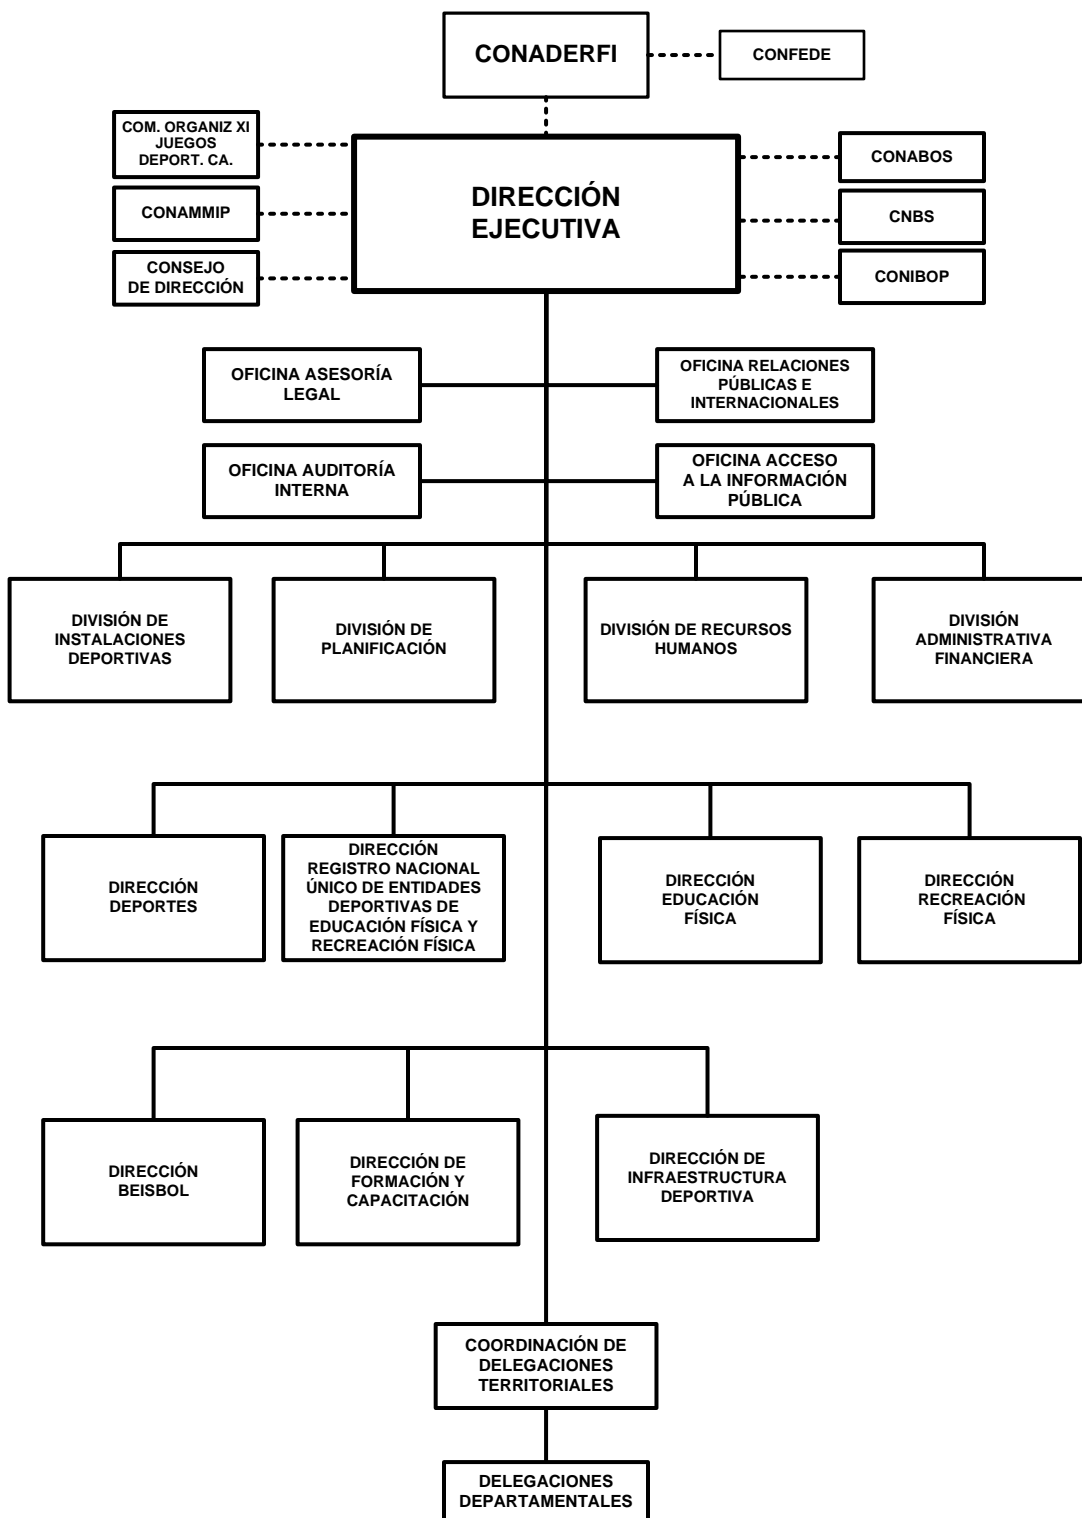 CONADERFI
CONFEDE
COM. ORGANIZ XI
JUEGOS
DEPORT. CA.
CONAMMIP
CONSEJO
DE DIRECCIÓN
DIRECCIÓN
EJECUTIVA
CONABOS
CNBS
CONIBOP
OFICINA ASESORÍA
LEGAL
OFICINA RELACIONES
PÚBLICAS E
INTERNACIONALES
OFICINA AUDITORÍA
INTERNA
OFICINA ACCESO
A LA INFORMACIÓN
PÚBLICA
DIVISIÓN DE
INSTALACIONES
DEPORTIVAS
DIVISIÓN DE
PLANIFICACIÓN
DIVISIÓN DE RECURSOS
HUMANOS
DIVISIÓN
ADMINISTRATIVA
FINANCIERA
DIRECCIÓN
DEPORTES
DIRECCIÓN
REGISTRO NACIONAL
ÚNICO DE ENTIDADES
DEPORTIVAS DE
EDUCACIÓN FÍSICA Y
RECREACIÓN FÍSICA
DIRECCIÓN
EDUCACIÓN
FÍSICA
DIRECCIÓN
RECREACIÓN
FÍSICA
DIRECCIÓN
BEISBOL
DIRECCIÓN DE
FORMACIÓN Y
CAPACITACIÓN
DIRECCIÓN DE
INFRAESTRUCTURA
DEPORTIVA
COORDINACIÓN DE
DELEGACIONES
TERRITORIALES
DELEGACIONES
DEPARTAMENTALES